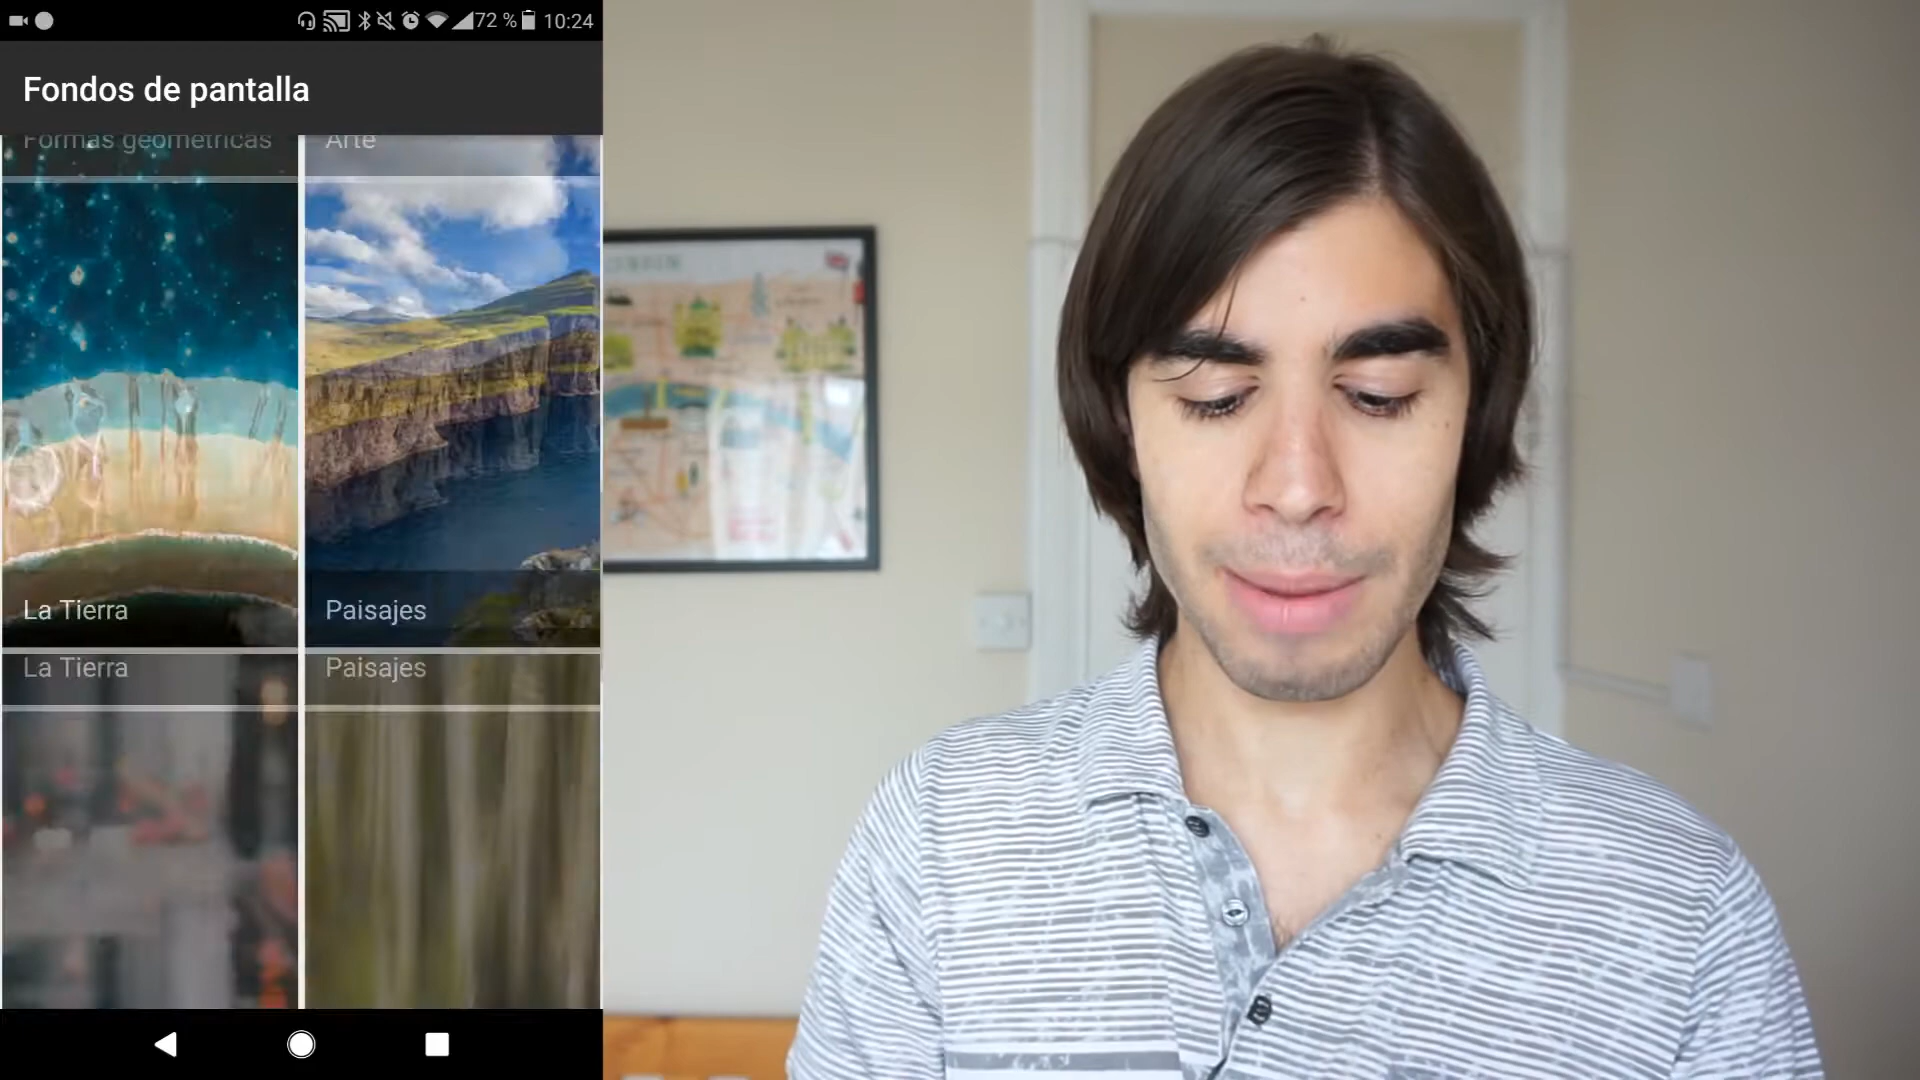 72 % 10:24
Fondos de pantalla
Formas geométricas
Arte
La Tierra
Paisajes
La Tierra
Paisajes